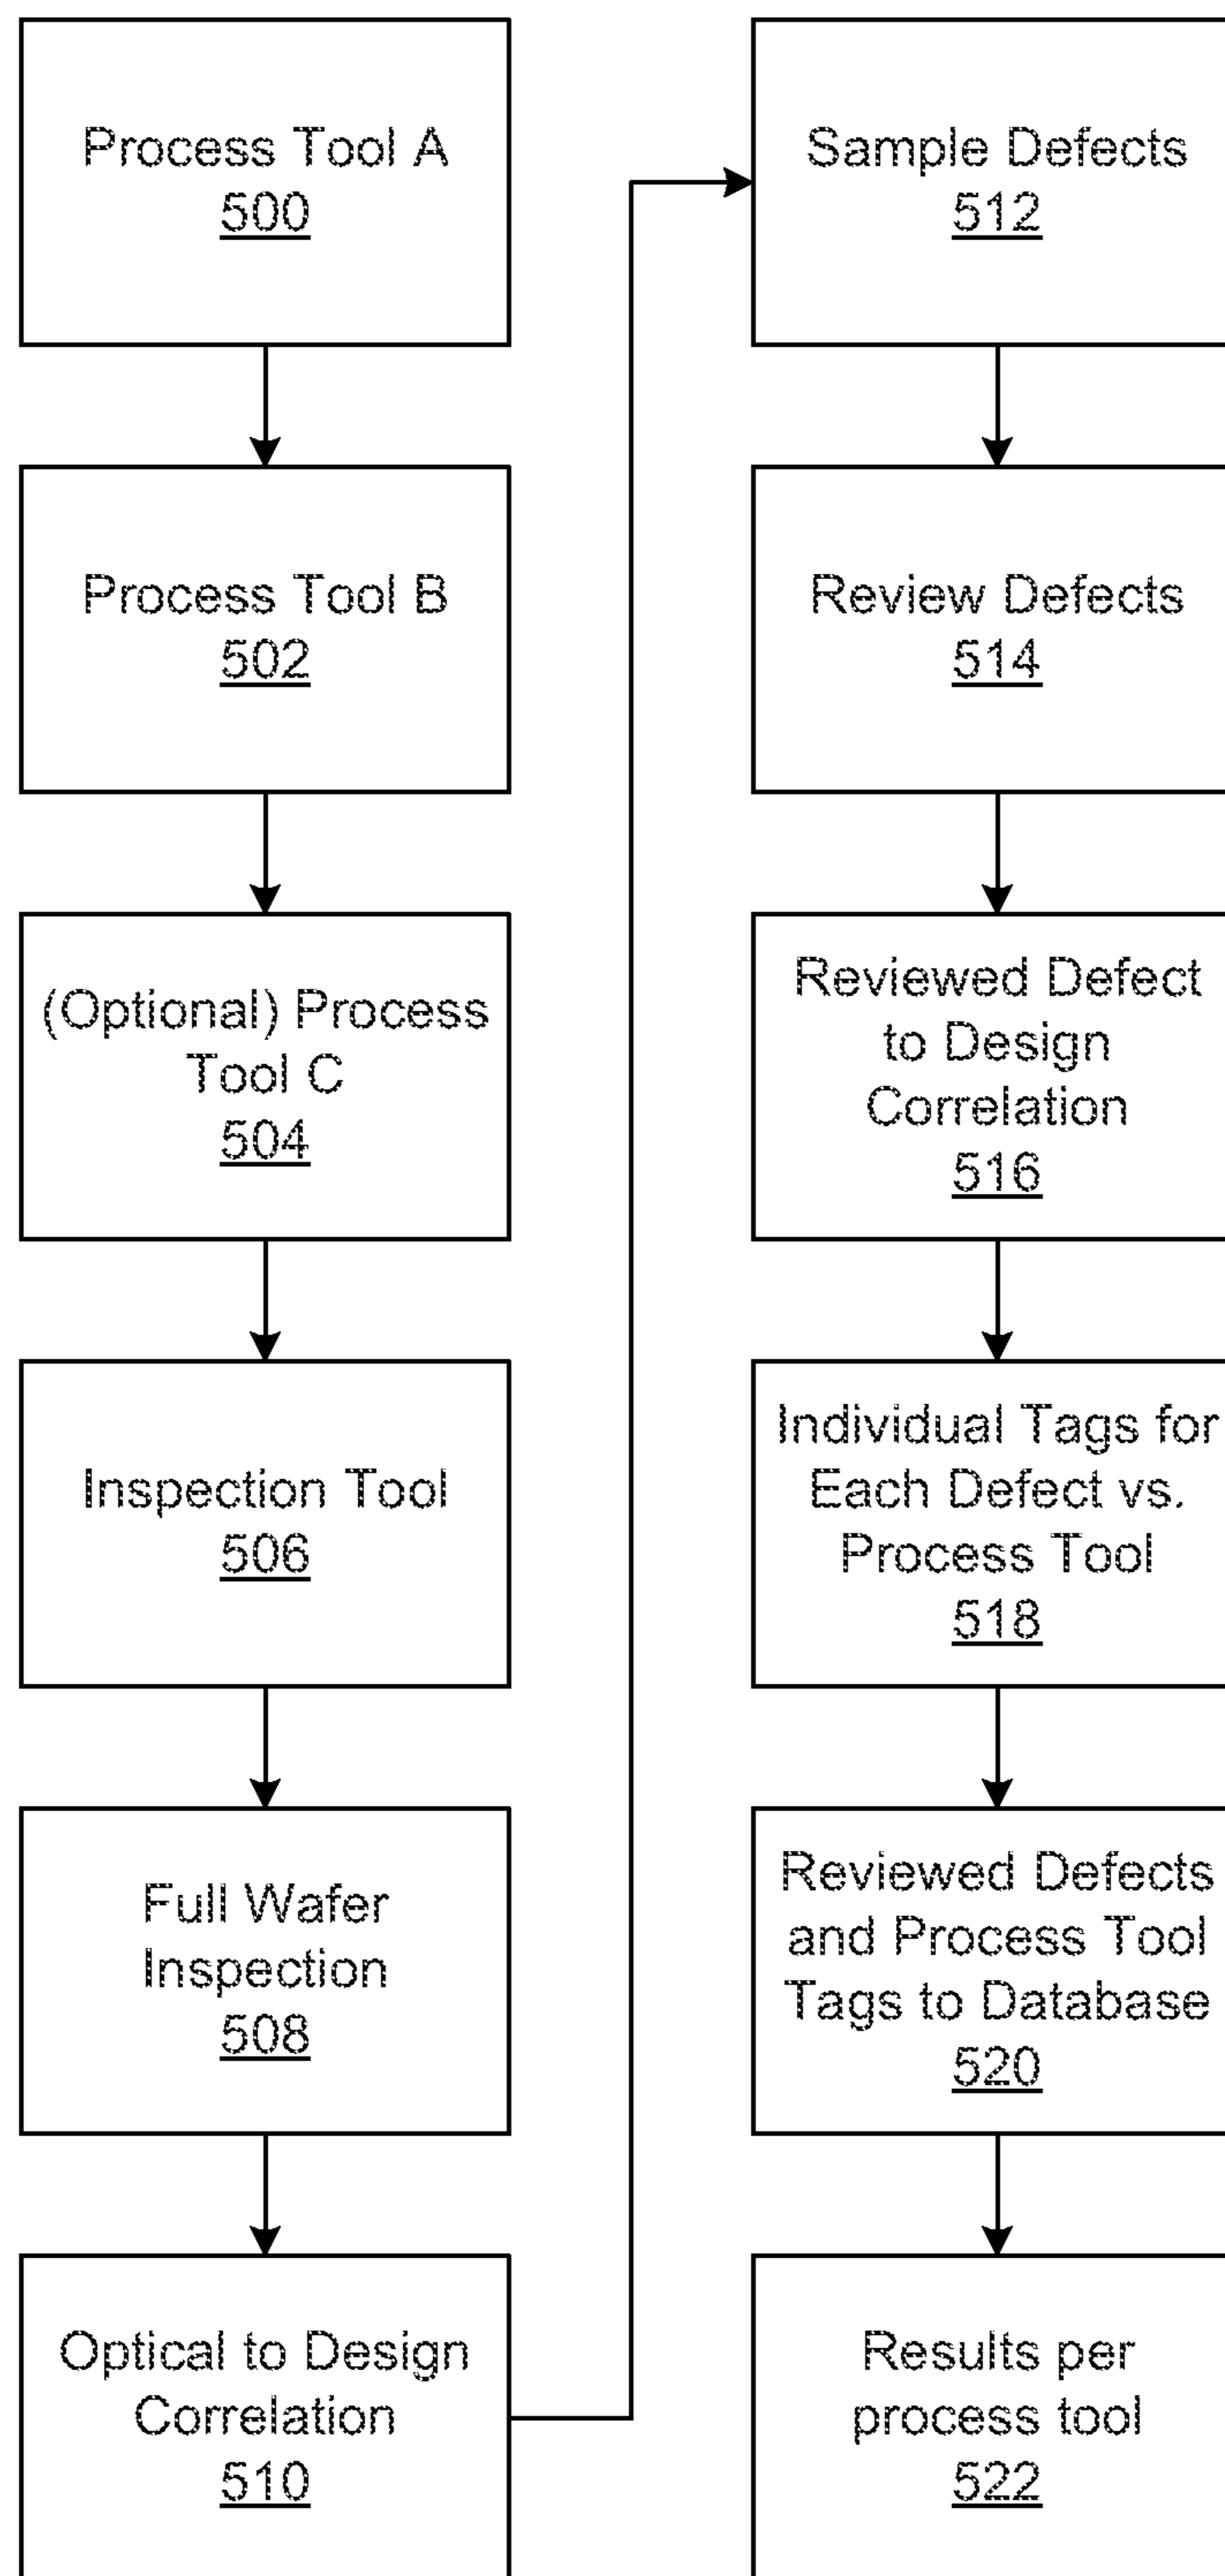 Process Tool A
500
Process Tool B
502
(Optional) Process
Tool C
504
Inspection Tool
506
Full Wafer
Inspection
508
Optical to Design
Correlation
510
Sample Defects
512
Review Defects
514
Reviewed Defect
to Design
Correlation
516
Individual Tags for
Each Defect vs.
Process Tool
518
Reviewed Defects
and Process Tool
Tags to Database
520
Results per
process tool
522